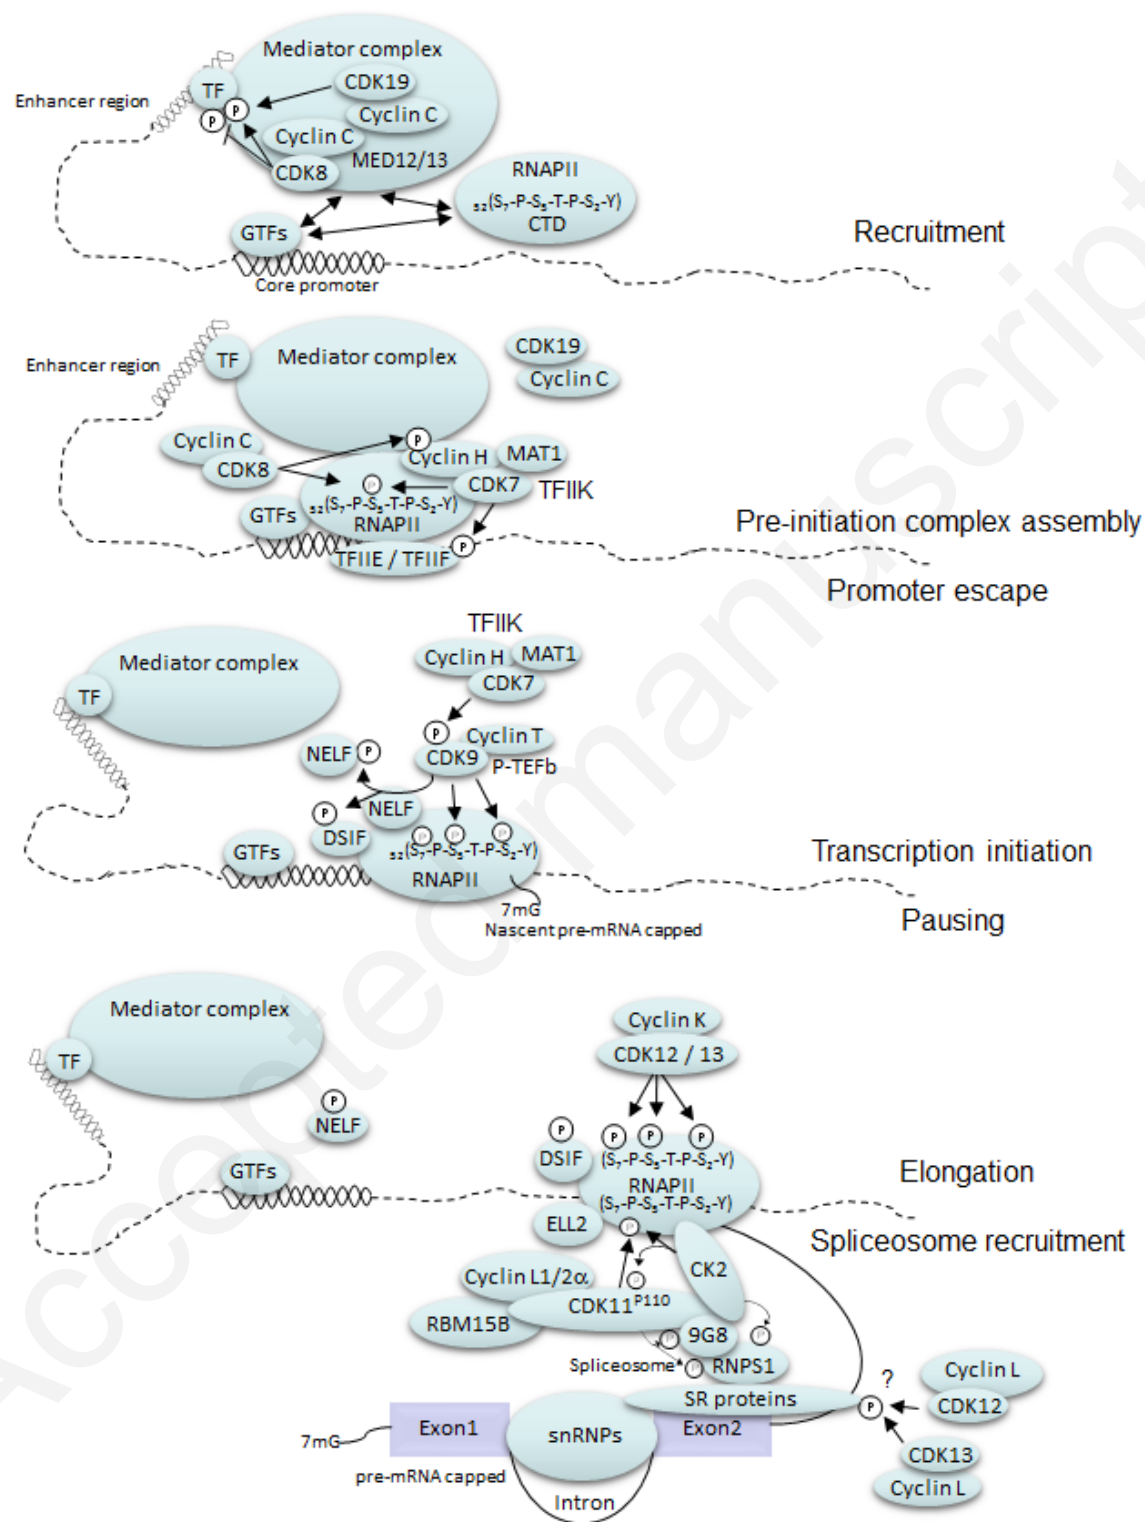 Mediator complex
CDK19
TF
P
P
Enhancer region
Cyclin C
Cyclin C
MED12/13
CDK8
RNAPII
52(S7-P-S5-T-P-S2-Y)
CTD
GTFs
Core promoter
Recruitment
Mediator complex
TF
Enhancer region
CDK19
Cyclin C
Cyclin C
CDK8
P
Cyclin H
MAT1
CDK7
TFIIK
P
52(S7-P-S5-T-P-S2-Y)
GTFs
RNAPII
TFIIE / TFIIF
P
Pre-initiation complex assembly
Promoter escape
TFIIK
Mediator complex
Cyclin H
MAT1
TF
CDK7
P
Cyclin T
NELF
P
CDK9
P-TEFb
P
NELF
DSIF
P
P
P
52(S7-P-S5-T-P-S2-Y)
GTFs
RNAPII
Transcription initiation
7mG
Nascent pre-mRNA capped
Pausing
Mediator complex
TF
Cyclin K
CDK12 / 13
P
NELF
P
DSIF
P
P
P
(S7-P-S5-T-P-S2-Y)
GTFs
RNAPII
(S7-P-S5-T-P-S2-Y)
Elongation
ELL2
P
Spliceosome recruitment
CK2
Cyclin L1/2α
P
CDK11P110
RBM15B
P
9G8
P
Spliceosome
P
RNPS1
SR proteins
P
?
Cyclin L
CDK12
7mG
Exon1
snRNPs
Exon2
CDK13
Cyclin L
pre-mRNA capped
Intron
Accepted manuscript